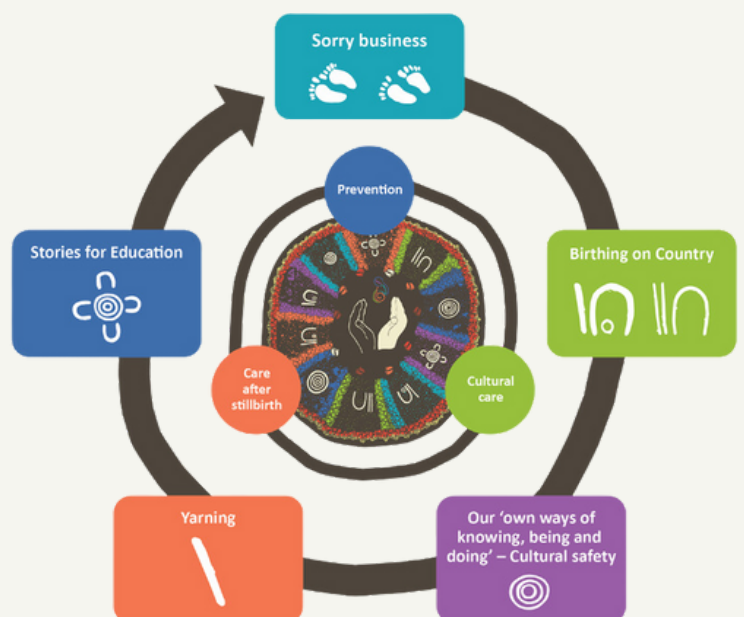 Sorry business
Prevention
Stories for Education
Birthing on Country
Care
after
stillbirth
Cultural
care
Yarning
Our ‘own ways of
knowing, being and
doing’ – Cultural safety